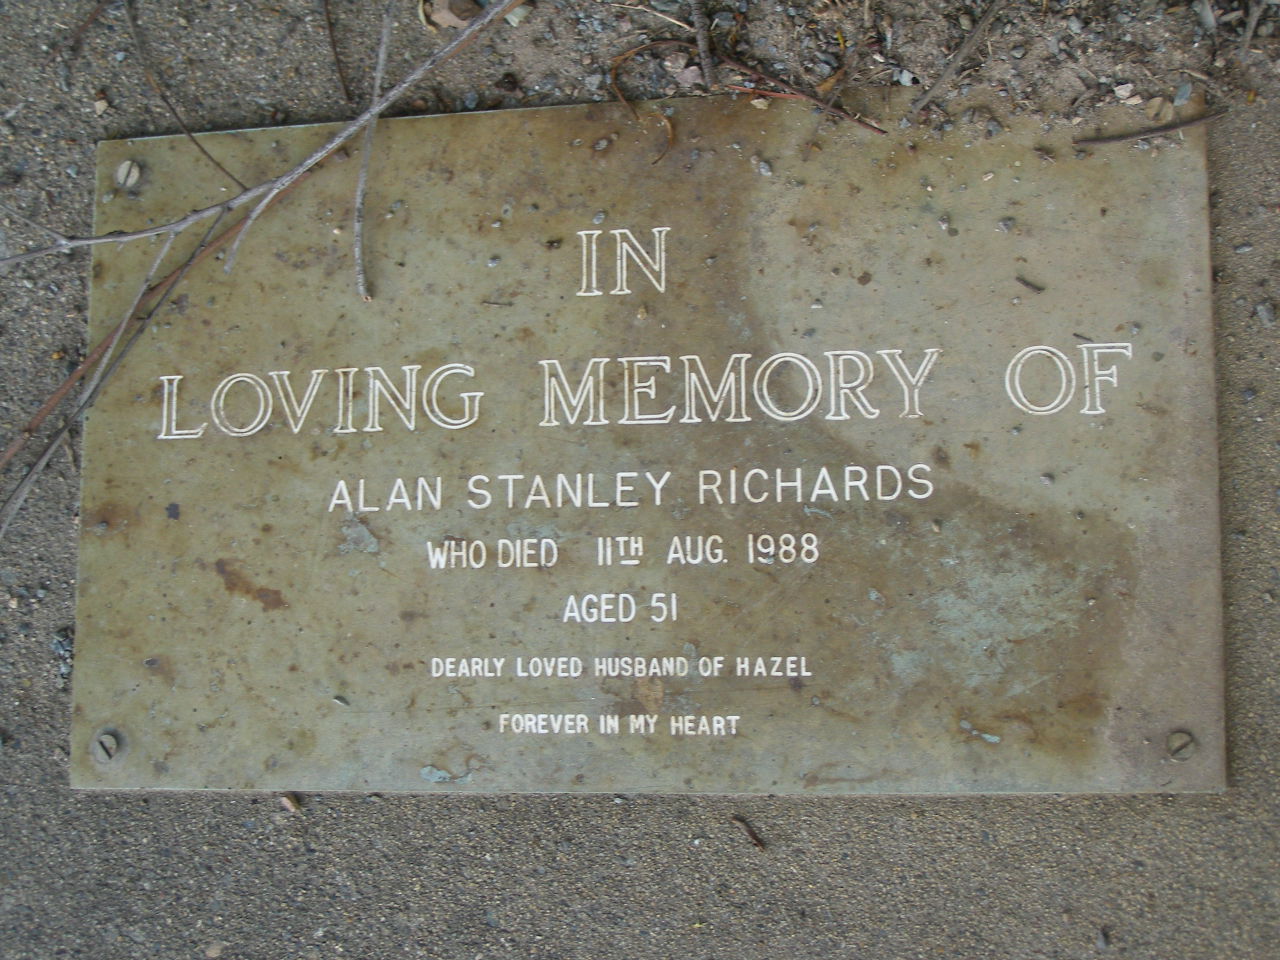 IN
LOVING MEMORY OF
ALAN STANLEY RICHARDS
WHO DIED 11TH AUG. 1988
AGED 51
DEARLY LOVED HUSBAND OF HAZEL
FOREVER IN MY HEART